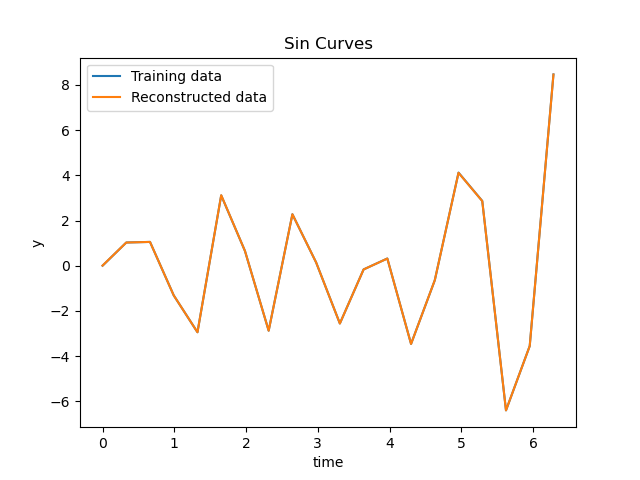 Sin Curves
Training data
Reconstructed data
8
6
4
2
0
−2
−4
−6
y
0 1 2 3 4 5 6
time